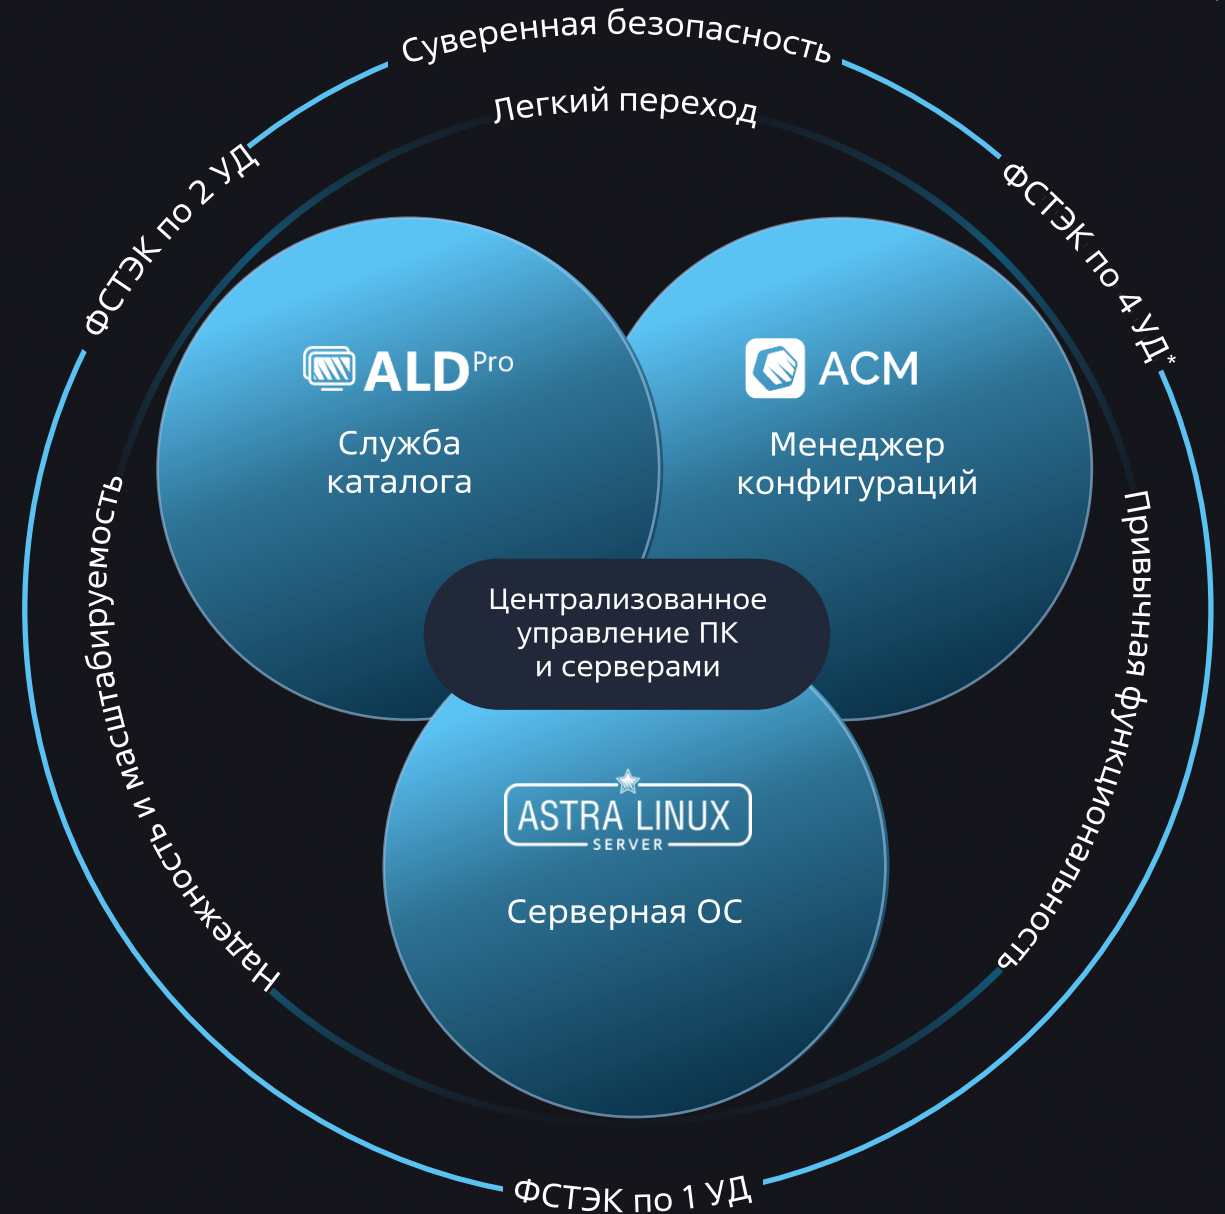 Суверенная безопасность
Легкий переход
ФСТЭК по 2 УД
ФСТЭК по 4 УД*
ALD Pro
Служба
каталога
ACM
Менеджер
конфигураций
Надежность и масштабируемость
Привычная функциональность
Централизованное
управление ПК
и серверами
ASTRA LINUX
SERVER
Серверная ОС
ФСТЭК по 1 УД